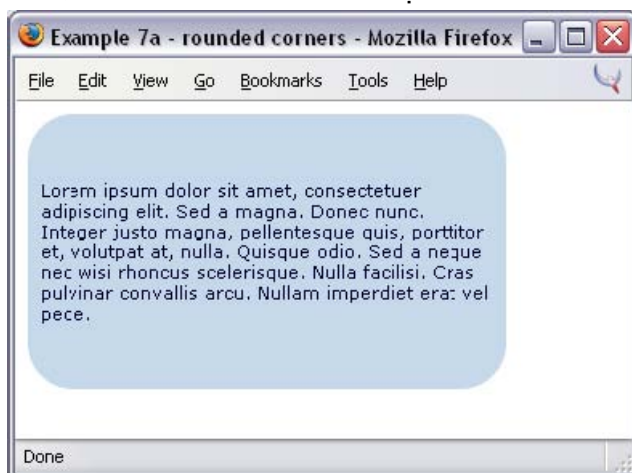 Example 7a - rounded corners - Mozilla Firefox
File Edit View Go Bookmarks Tools Help
Lorem ipsum dolor sit amet, consectetuer
adipiscing elit. Sed a magna. Donec nunc.
Integer justo magna, pellentesque quis, porttitor
et, volutpat at, nulla. Quisque odio. Sed a neque
nec wisi rhoncus scelerisque. Nulla facilisi. Cras
pulvinar convallis arcu. Nullam imperdiet erat vel
pece.
Done